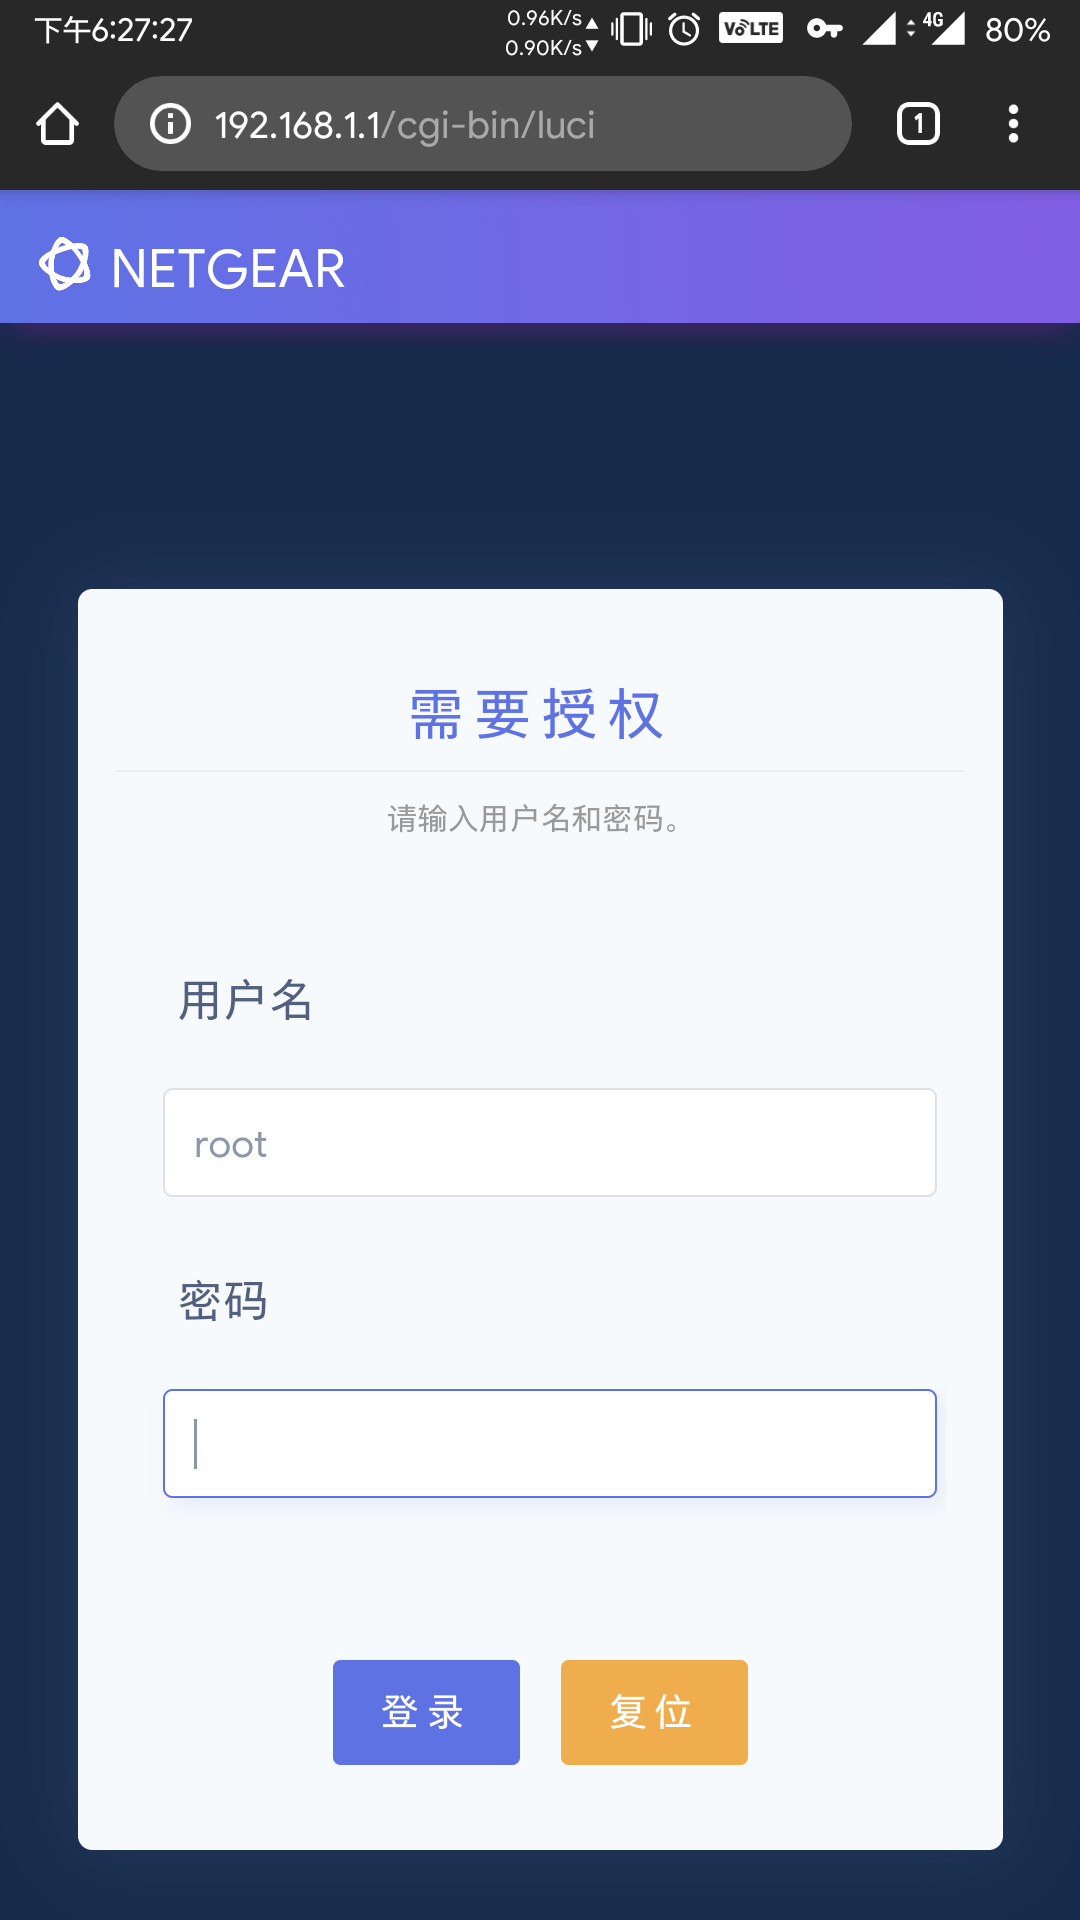 下午6:27:27
0.96K/s
0.90K/s
VoLTE
4G
80%
192.168.1.1/cgi-bin/luci
1
NETGEAR
需要授权
请输入用户名和密码。
用户名
root
密码
登录
复位